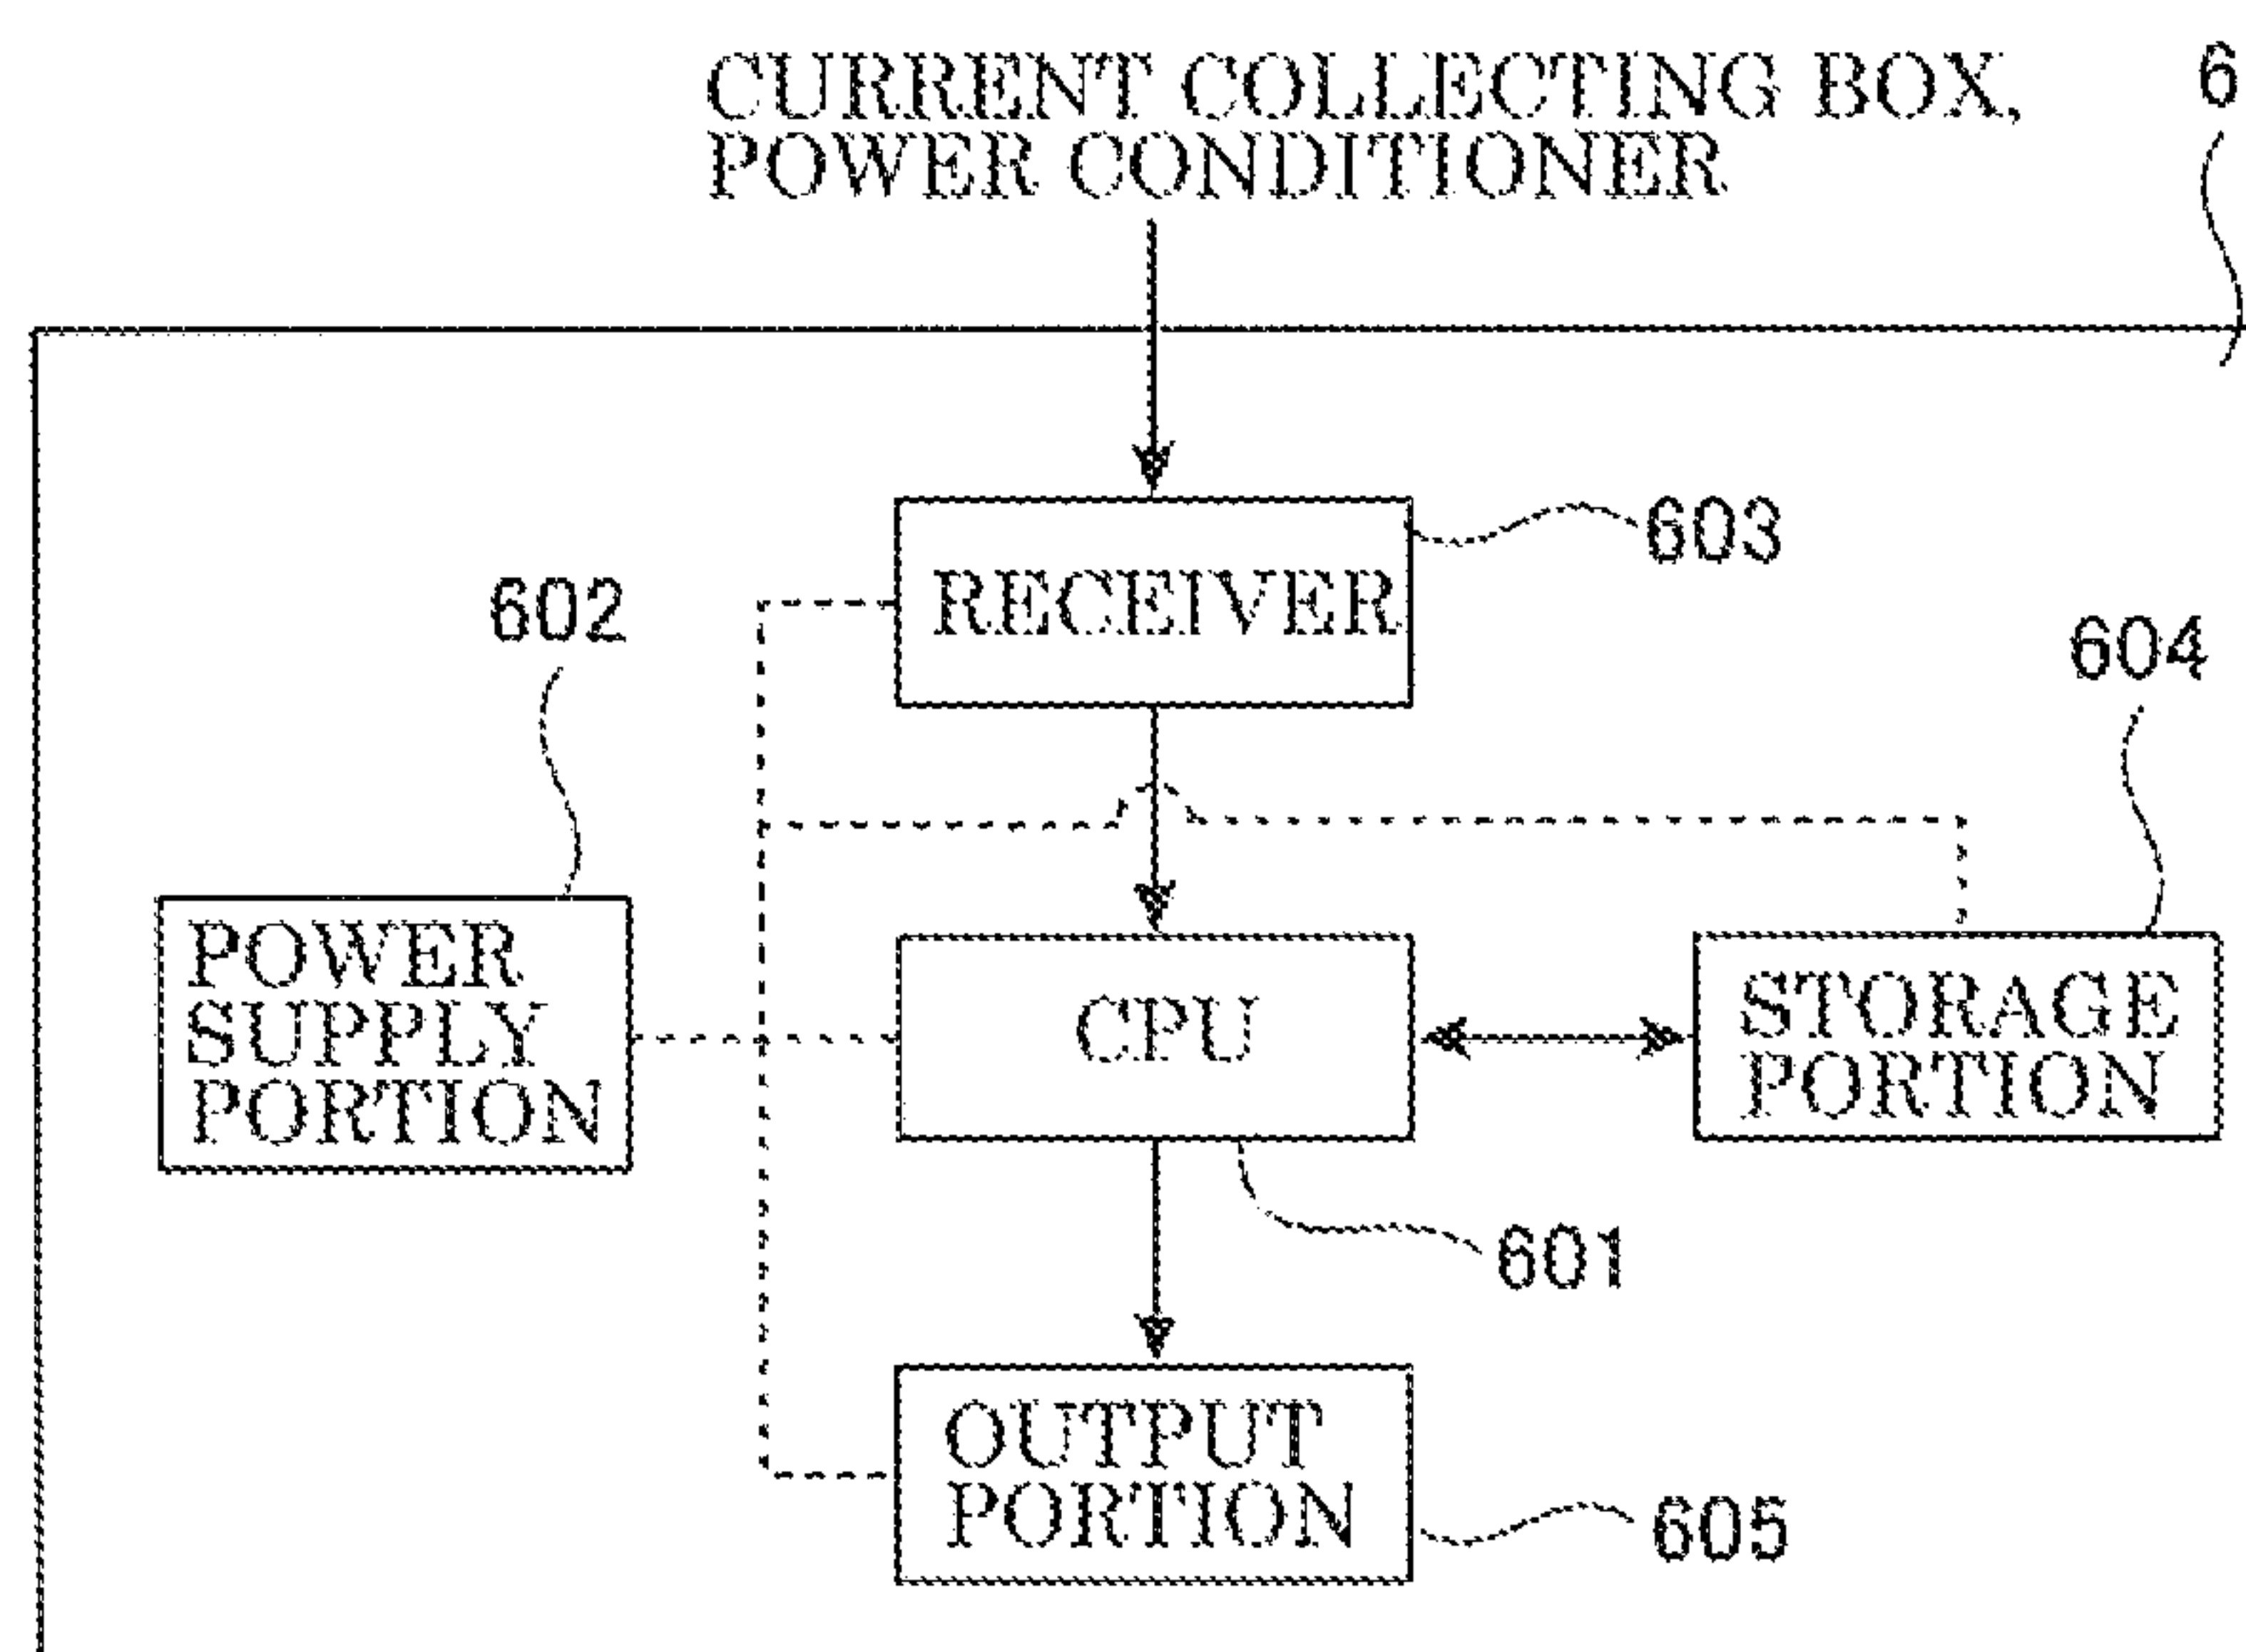 CURRENT COLLECTING BOX,
POWER CONDITIONER
6
603
RECEIVER
602
604
POWER
SUPPLY
PORTION
CPU
STORAGE
PORTION
601
OUTPUT
PORTION
605